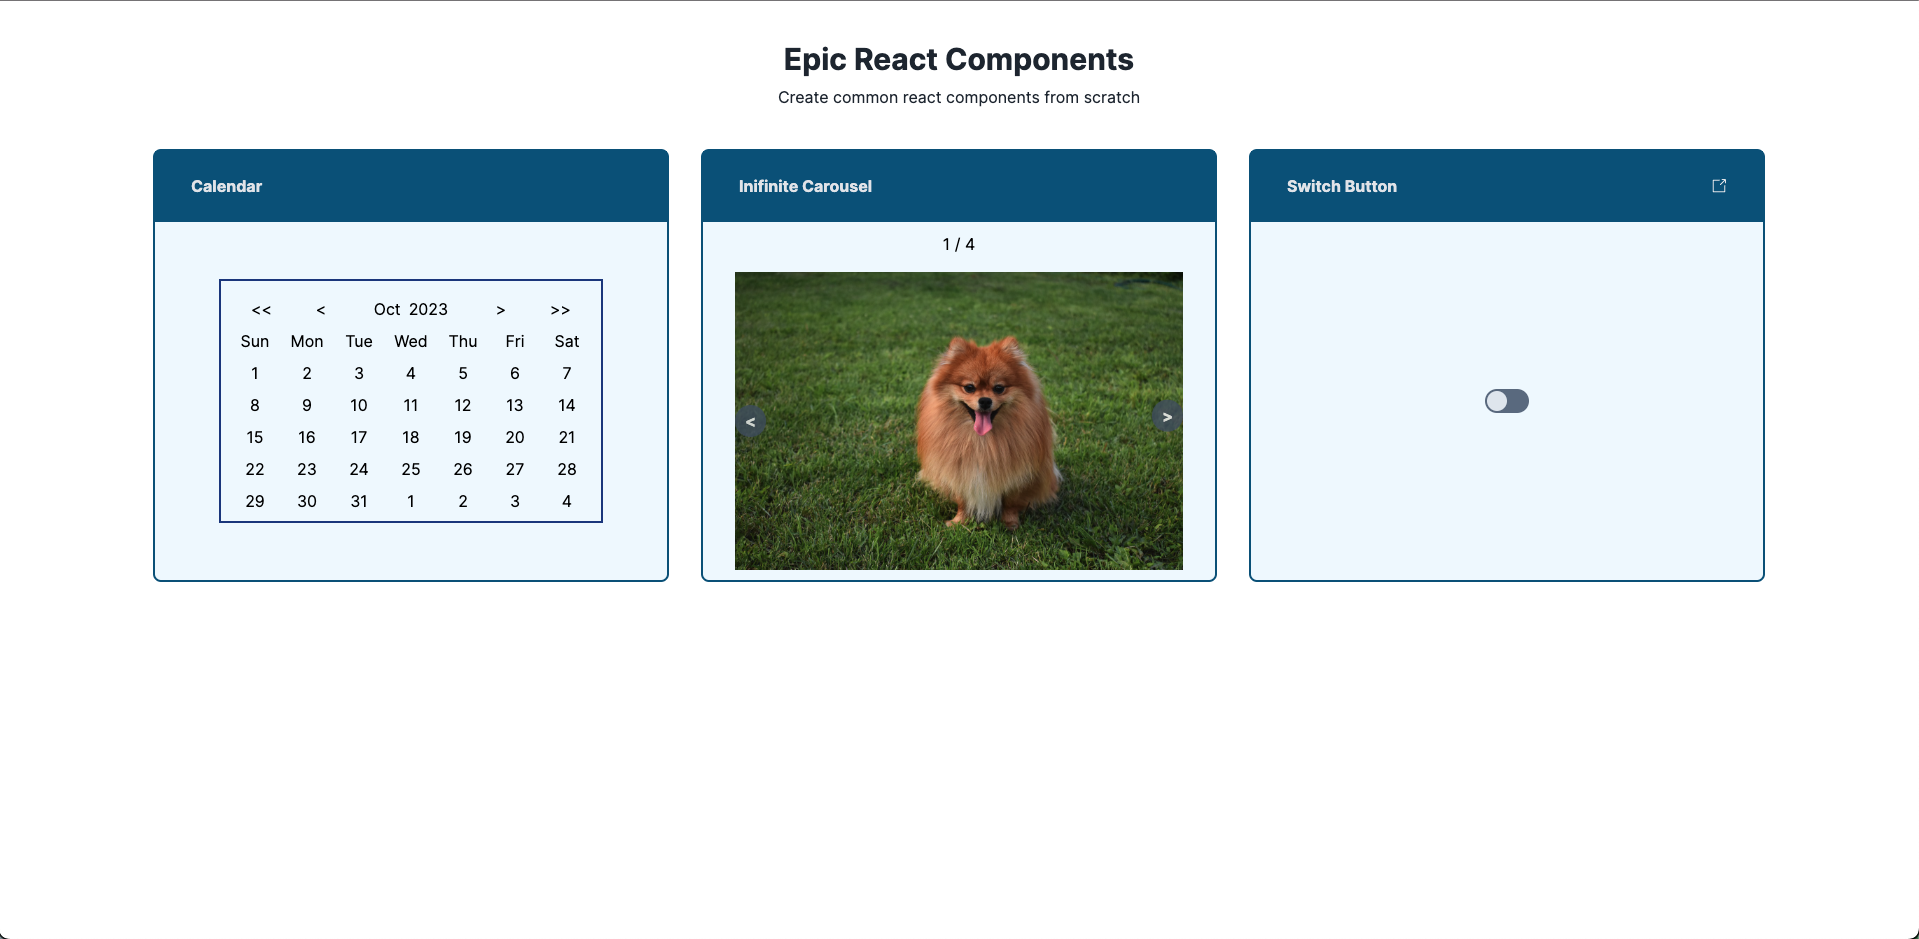 Epic React Components
Create common react components from scratch
Calendar
<< < Oct 2023 > >>
Sun Mon Tue Wed Thu Fri Sat
1 2 3 4 5 6 7
8 9 10 11 12 13 14
15 16 17 18 19 20 21
22 23 24 25 26 27 28
29 30 31 1 2 3 4
Inifinite Carousel
1 / 4
< >
Switch Button